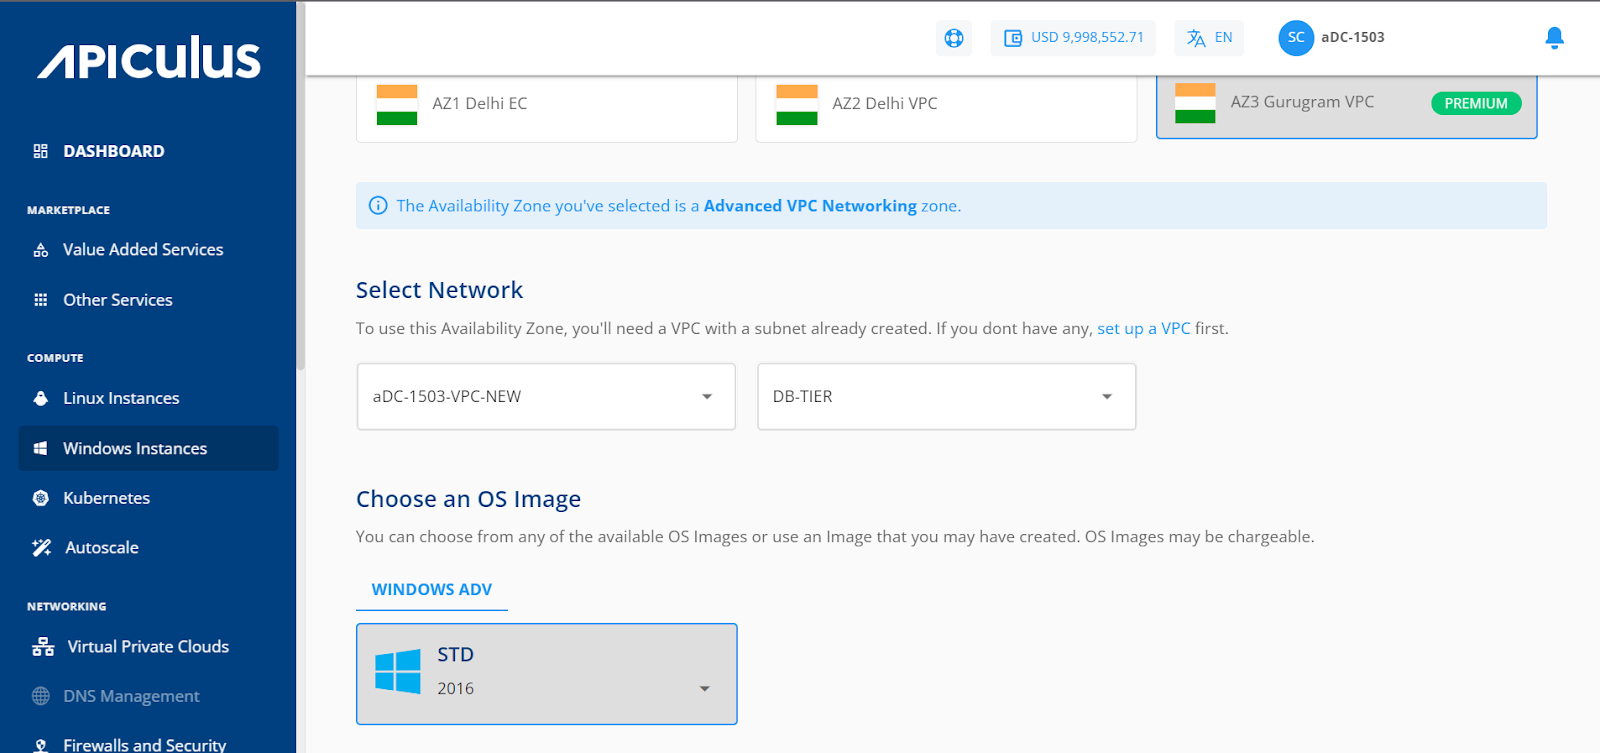 APICULUS
USD 9,998,552.71
EN
SC
aDC-1503
DASHBOARD
MARKETPLACE
Value Added Services
Other Services
COMPUTE
Linux Instances
Windows Instances
Kubernetes
Autoscale
NETWORKING
Virtual Private Clouds
DNS Management
Firewalls and Security
AZ1 Delhi EC
AZ2 Delhi VPC
AZ3 Gurugram VPC
PREMIUM
The Availability Zone you've selected is a Advanced VPC Networking zone.
Select Network
To use this Availability Zone, you'll need a VPC with a subnet already created. If you dont have any, set up a VPC first.
aDC-1503-VPC-NEW
DB-TIER
Choose an OS Image
You can choose from any of the available OS Images or use an Image that you may have created. OS Images may be chargeable.
WINDOWS ADV
STD
2016